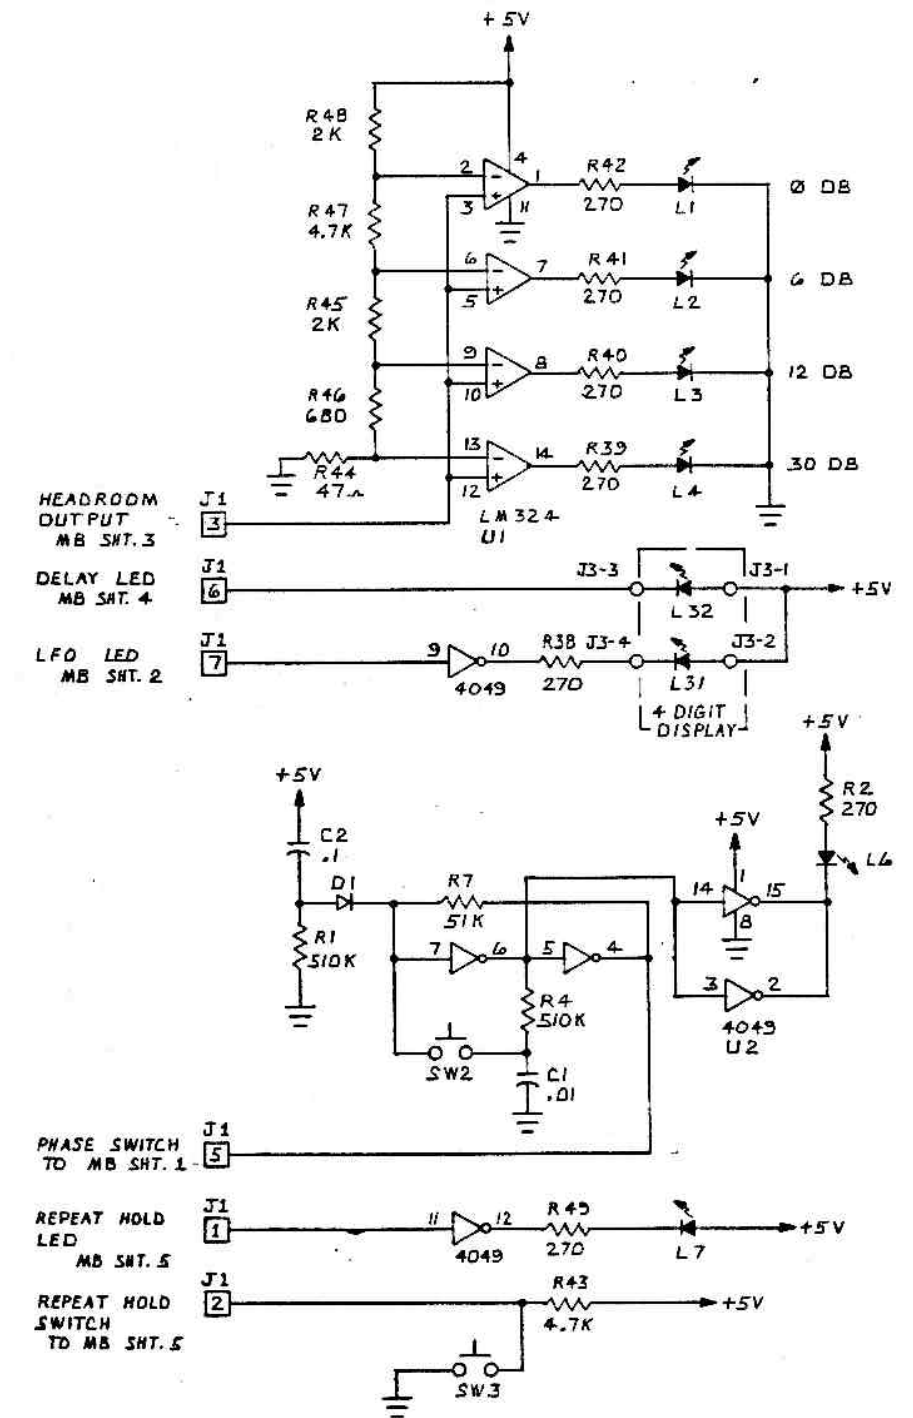 +5V
R48
2K
2
4
1
R42
Ø DB
3
11
270
L1
R47
4.7K
6
7
R41
6 DB
5
270
L2
R45
2K
9
8
R40
12 DB
10
270
L3
R46
680
13
14
R39
30 DB
R44
47Ω
12
270
L4
LM324
U1
HEADROOM
OUTPUT
MB SHT. 3
J1
3
DELAY LED
MB SHT. 4
J1
6
J3-3
J3-1
+5V
L32
LFO LED
MB SHT. 2
J1
7
9
10
4049
R38
270
J3-4
J3-2
L31
4 DIGIT
DISPLAY
+5V
R2
270
L6
+5V
C2
.1
D1
R7
51K
+5V
14
1
15
8
R1
510K
7
6
5
4
3
2
4049
U2
R4
510K
SW2
C1
.01
PHASE SWITCH
TO MB SHT. 1
J1
5
REPEAT HOLD
LED
MB SHT. 5
J1
1
11
12
4049
R49
270
L7
+5V
REPEAT HOLD
SWITCH
TO MB SHT. 5
J1
2
R43
4.7K
+5V
SW3